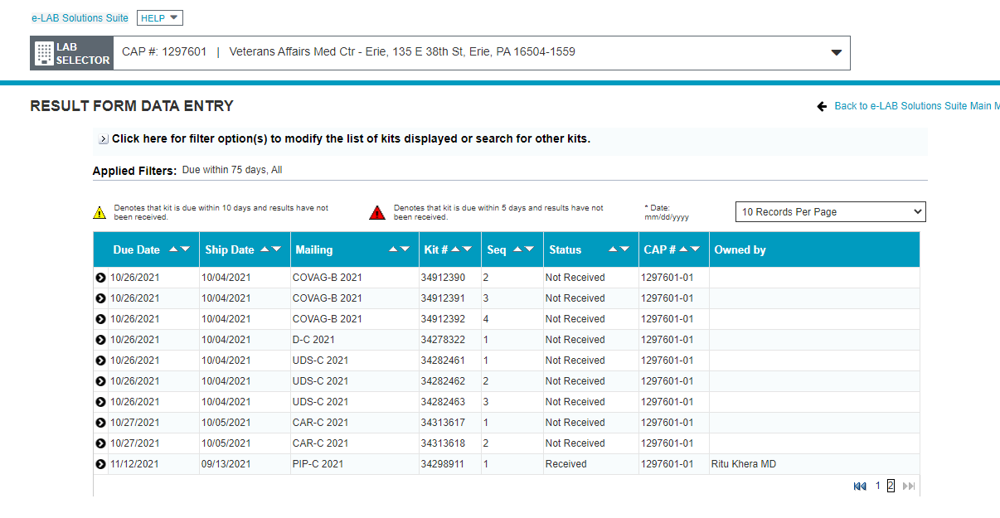 e-LAB Solutions Suite HELP
LAB SELECTOR CAP #: 1297601 | Veterans Affairs Med Ctr - Erie, 135 E 38th St, Erie, PA 16504-1559
RESULT FORM DATA ENTRY Back to e-LAB Solutions Suite Main M
Click here for filter option(s) to modify the list of kits displayed or search for other kits.
Applied Filters: Due within 75 days, All
Denotes that kit is due within 10 days and results have not
been received.
Denotes that kit is due within 5 days and results have not
been received.
* Date:
mm/dd/yyyy
10 Records Per Page
Due Date Ship Date Mailing Kit # Seq Status CAP # Owned by
10/26/2021 10/04/2021 COVAG-B 2021 34912390 2 Not Received 1297601-01
10/26/2021 10/04/2021 COVAG-B 2021 34912391 3 Not Received 1297601-01
10/26/2021 10/04/2021 COVAG-B 2021 34912392 4 Not Received 1297601-01
10/26/2021 10/04/2021 D-C 2021 34278322 1 Not Received 1297601-01
10/26/2021 10/04/2021 UDS-C 2021 34282461 1 Not Received 1297601-01
10/26/2021 10/04/2021 UDS-C 2021 34282462 2 Not Received 1297601-01
10/26/2021 10/04/2021 UDS-C 2021 34282463 3 Not Received 1297601-01
10/27/2021 10/05/2021 CAR-C 2021 34313617 1 Not Received 1297601-01
10/27/2021 10/05/2021 CAR-C 2021 34313618 2 Not Received 1297601-01
11/12/2021 09/13/2021 PIP-C 2021 34298911 1 Received 1297601-01 Ritu Khera MD
1 2